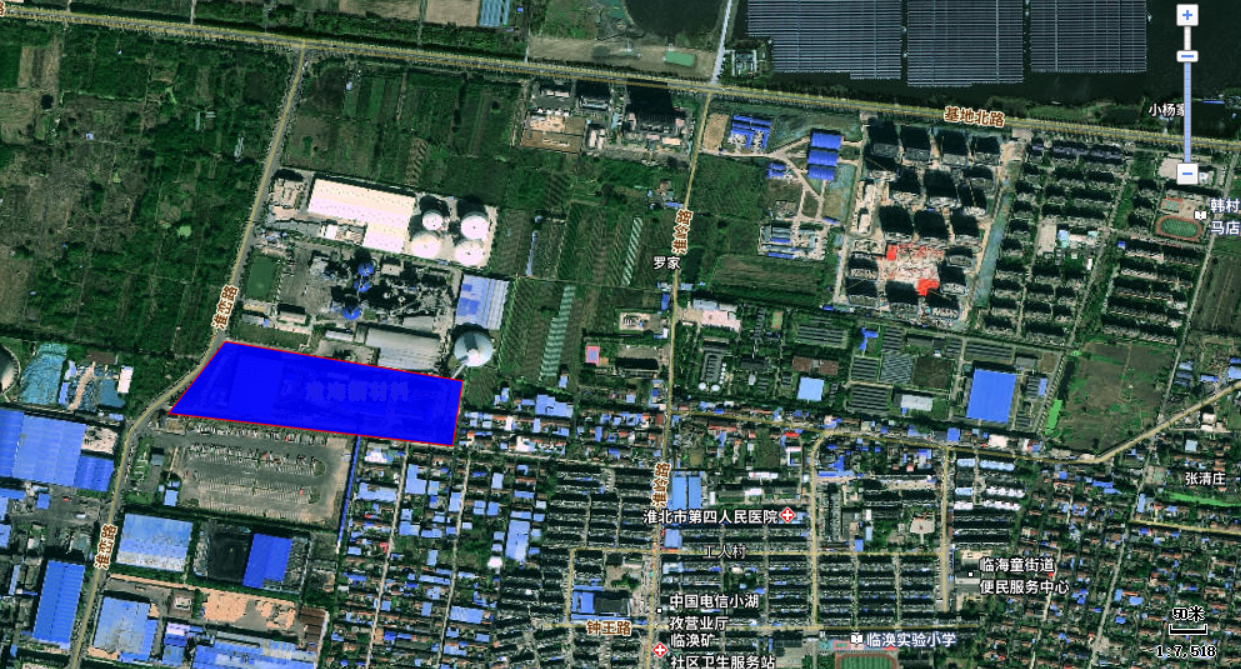 基地北路
小杨家
韩村
马店
淮岭路
罗家
淮海新材料
张清庄
淮岭路
淮北市第四人民医院
工人村
临海童街道
便民服务中心
中国电信小湖
孜营业厅
钟王路
临涣矿
社区卫生服务站
临涣实验小学
50米
1:7,518